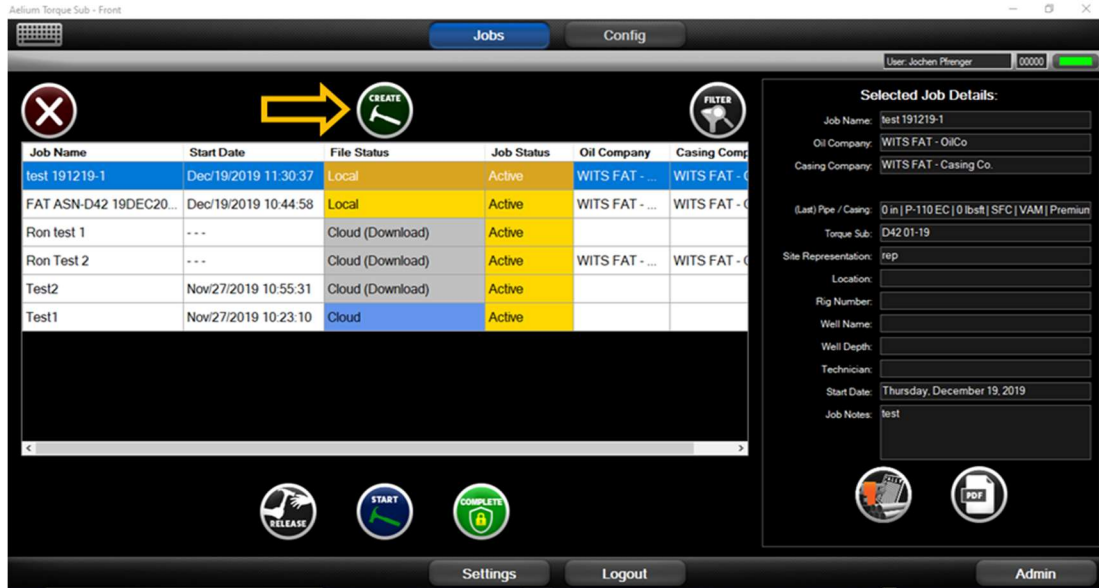 Aelium Torque Sub - Front
Jobs Config
User: Jochen Pfrenger 00000
CREATE FILTER
Job Name Start Date File Status Job Status Oil Company Casing Comp
test 191219-1 Dec/19/2019 11:30:37 Local Active WITS FAT - ... WITS FAT - C
FAT ASN-D42 19DEC20... Dec/19/2019 10:44:58 Local Active WITS FAT - ... WITS FAT - C
Ron test 1 - - - Cloud (Download) Active
Ron Test 2 - - - Cloud (Download) Active WITS FAT - ... WITS FAT - C
Test2 Nov/27/2019 10:55:31 Cloud (Download) Active
Test1 Nov/27/2019 10:23:10 Cloud Active
RELEASE START COMPLETE
Selected Job Details:
Job Name: test 191219-1
Oil Company: WITS FAT - OilCo
Casing Company: WITS FAT - Casing Co.
(Last) Pipe / Casing: 0 in | P-110 EC | 0 lbsft | SFC | VAM | Premium
Torque Sub: D42 01-19
Site Representation: rep
Location:
Rig Number:
Well Name:
Well Depth:
Technician:
Start Date: Thursday, December 19, 2019
Job Notes: test
PDF
Settings Logout Admin